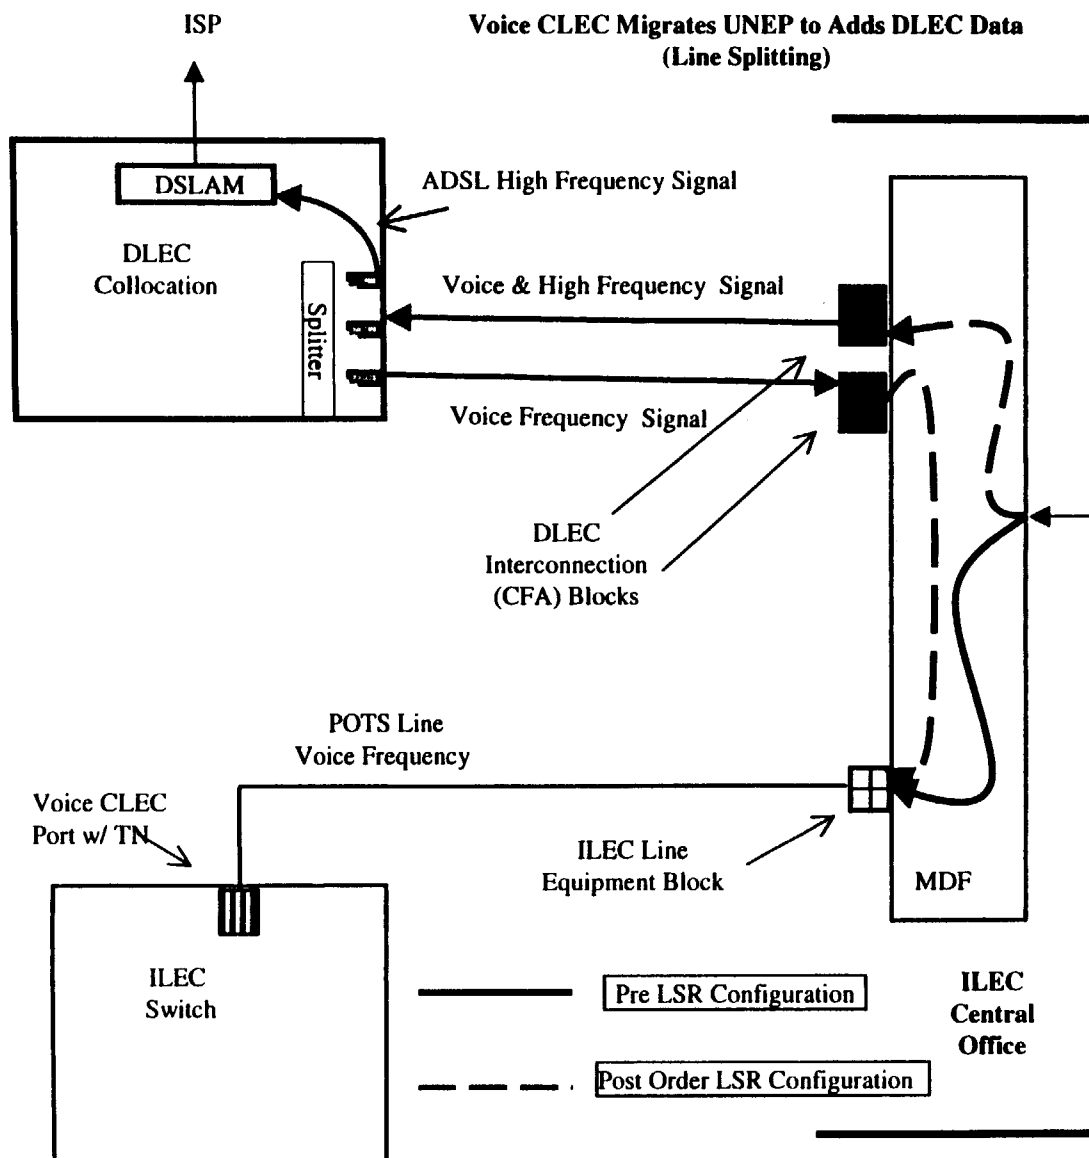 ISP
Voice CLEC Migrates UNEP to Adds DLEC Data
(Line Splitting)
DSLAM
ADSL High Frequency Signal
DLEC
Collocation
Splitter
Voice & High Frequency Signal
Voice Frequency Signal
DLEC
Interconnection
(CFA) Blocks
POTS Line
Voice Frequency
Voice CLEC
Port w/ TN
ILEC Line
Equipment Block
MDF
ILEC
Switch
Pre LSR Configuration
Post Order LSR Configuration
ILEC
Central
Office